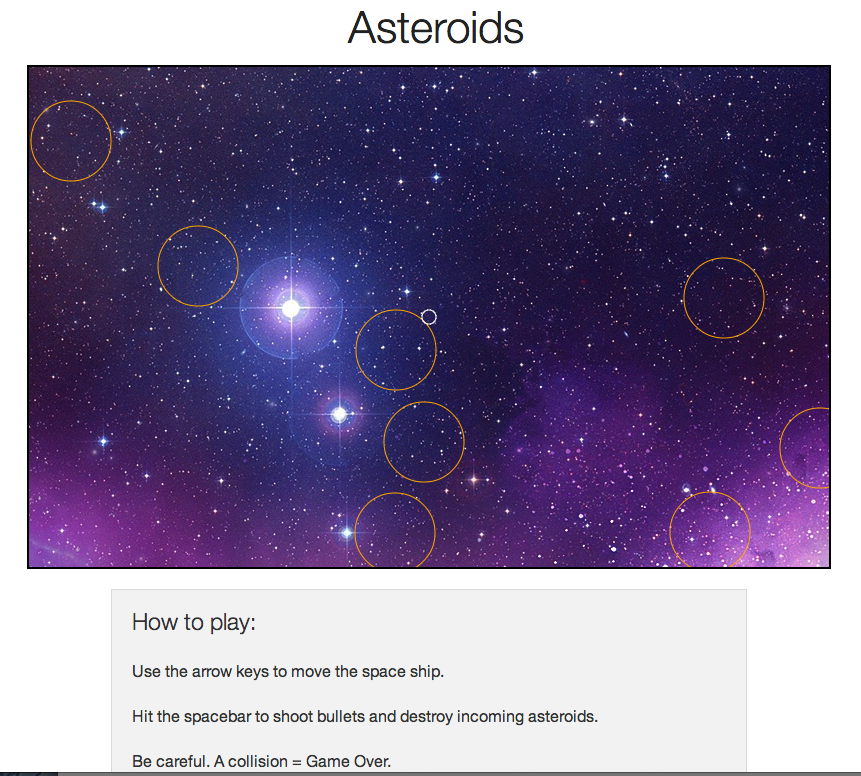 Asteroids
How to play:
Use the arrow keys to move the space ship.
Hit the spacebar to shoot bullets and destroy incoming asteroids.
Be careful. A collision = Game Over.